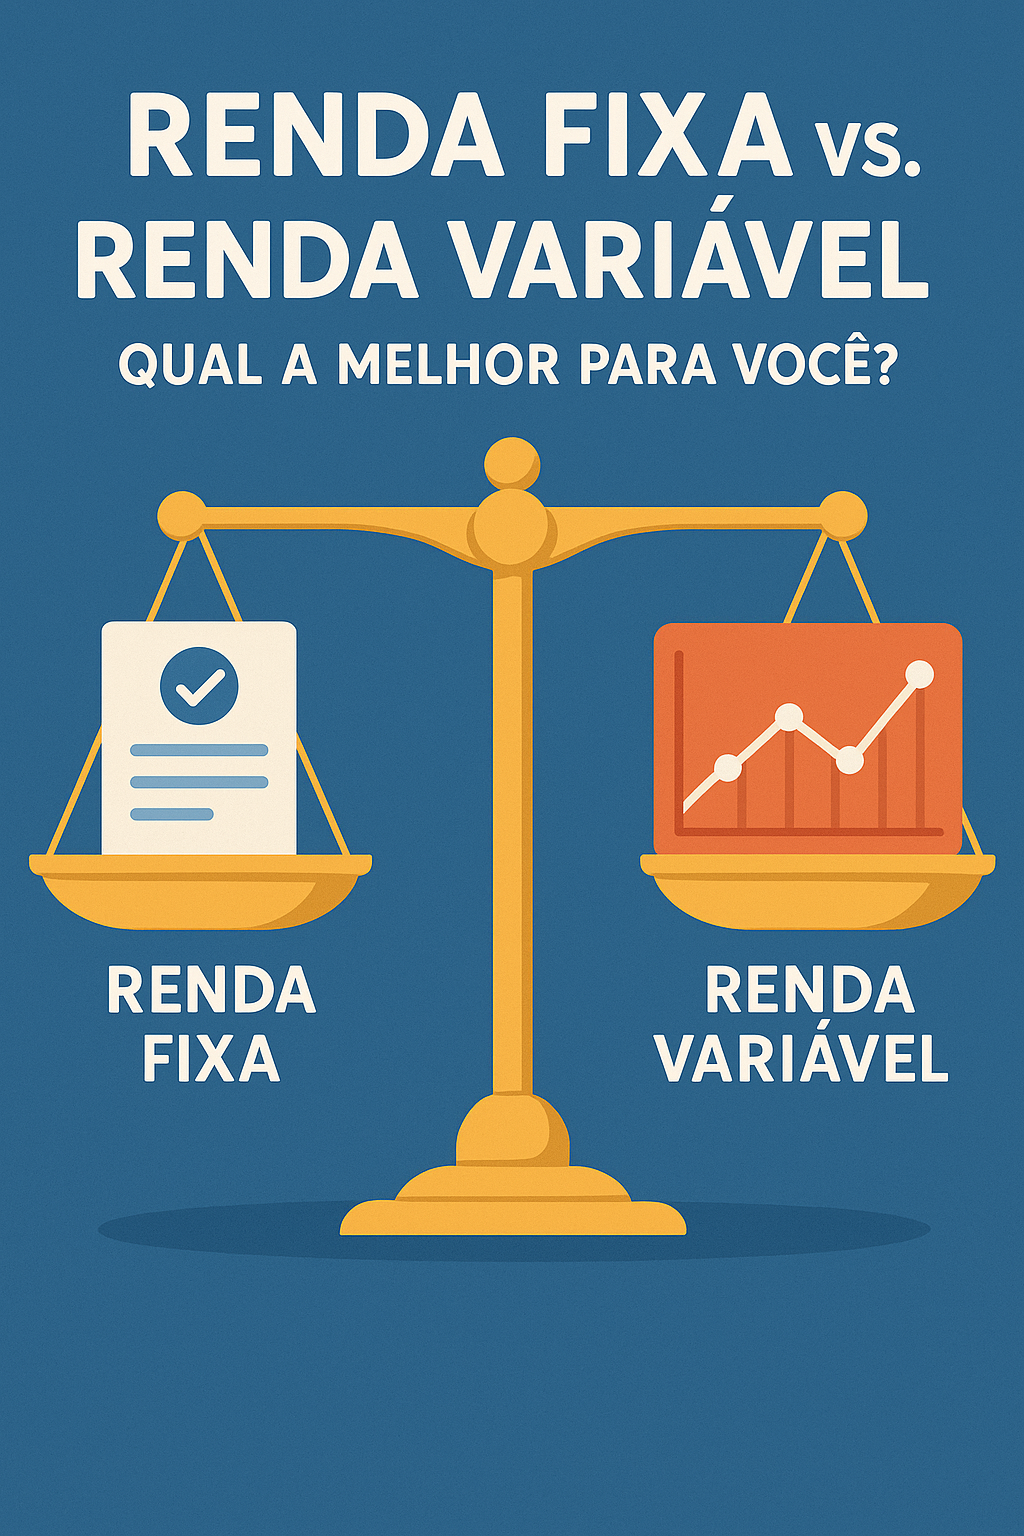 RENDA FIXA VS.
RENDA VARIÁVEL
QUAL A MELHOR PARA VOCÊ?
RENDA
FIXA
RENDA
VARIÁVEL